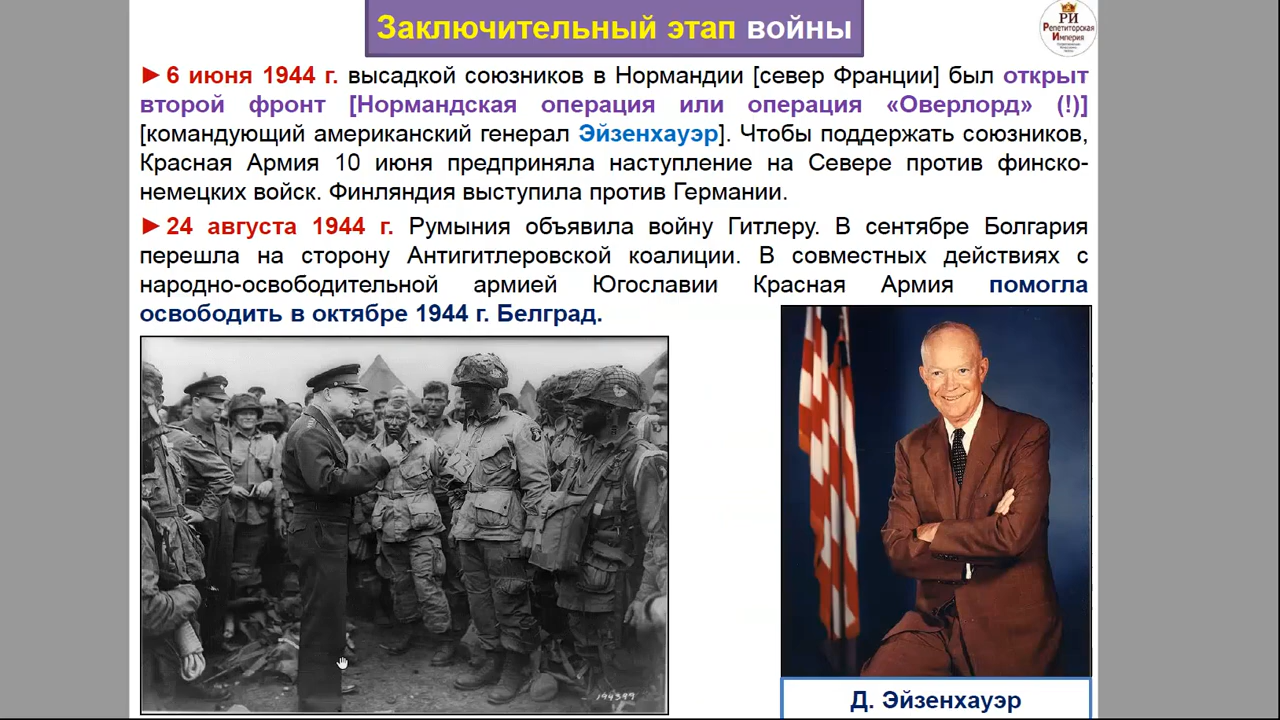 Заключительный этап войны
РИ
Репетиторская
Империя
►6 июня 1944 г. высадкой союзников в Нормандии [север Франции] был открыт
второй фронт [Нормандская операция или операция «Оверлорд» (!)]
[командующий американский генерал Эйзенхауэр]. Чтобы поддержать союзников,
Красная Армия 10 июня предприняла наступление на Севере против финско-
немецких войск. Финляндия выступила против Германии.
►24 августа 1944 г. Румыния объявила войну Гитлеру. В сентябре Болгария
перешла на сторону Антигитлеровской коалиции. В совместных действиях с
народно-освободительной армией Югославии Красная Армия помогла
освободить в октябре 1944 г. Белград.
194399
Д. Эйзенхауэр